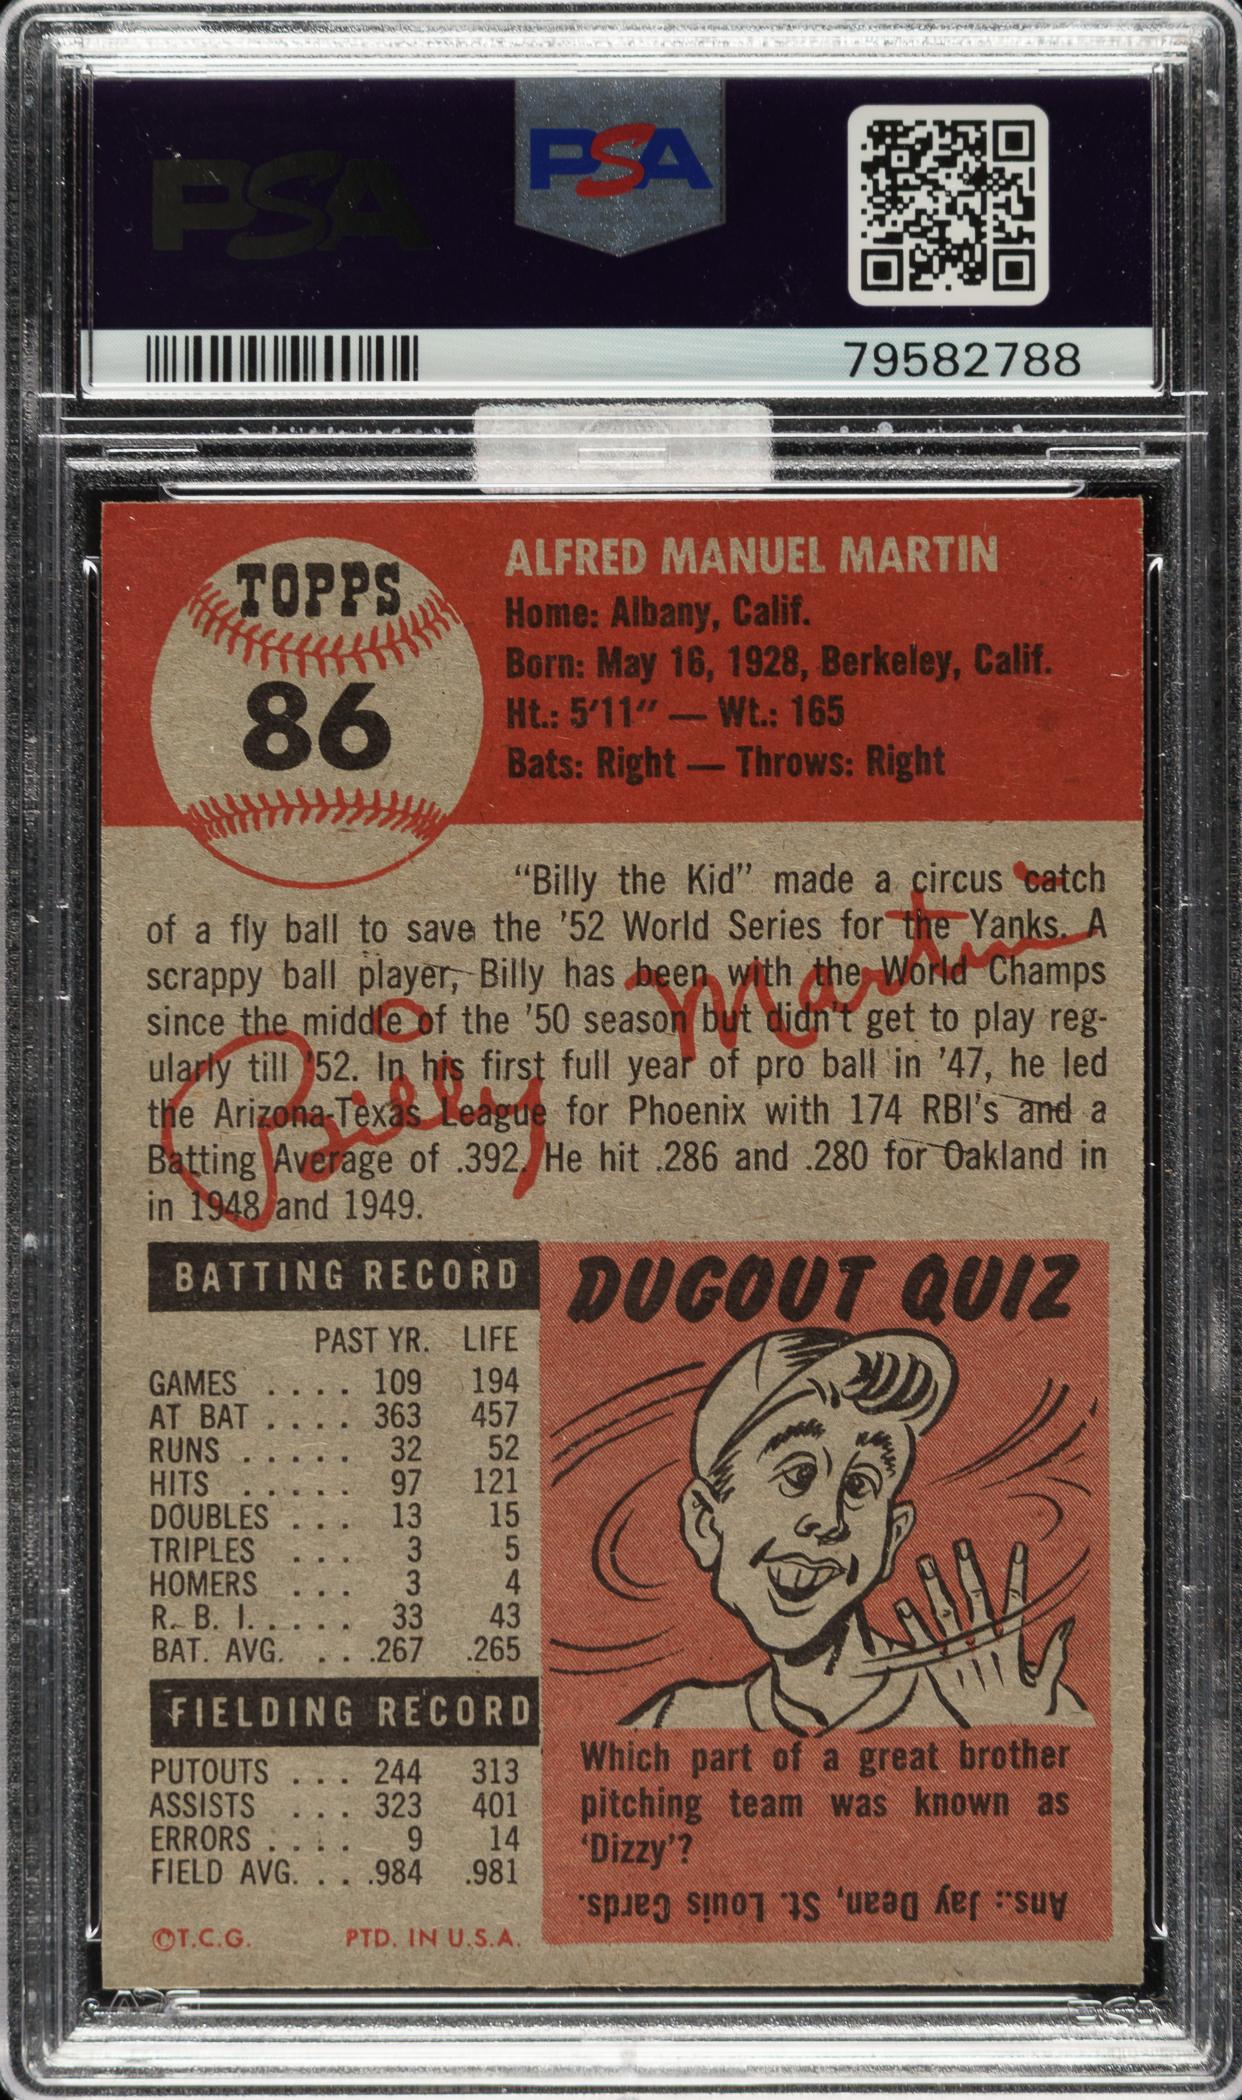 PSA
PSA
79582788
TOPPS
86
ALFRED MANUEL MARTIN
Home: Albany, Calif.
Born: May 16, 1928, Berkeley, Calif.
Ht.: 5'11" — Wt.: 165
Bats: Right — Throws: Right
"Billy the Kid" made a circus catch
of a fly ball to save the '52 World Series for the Yanks. A
scrappy ball player, Billy has been with the World Champs
since the middle of the '50 season but didn't get to play reg-
ularly till '52. In his first full year of pro ball in '47, he led
the Arizona-Texas League for Phoenix with 174 RBI's and a
Batting Average of .392. He hit .286 and .280 for Oakland in
in 1948 and 1949.
Billy Martin
BATTING RECORD
PAST YR. LIFE
GAMES .... 109 194
AT BAT .... 363 457
RUNS ..... 32 52
HITS ..... 97 121
DOUBLES ... 13 15
TRIPLES ... 3 5
HOMERS ... 3 4
R. B. I. .... 33 43
BAT. AVG. ... .267 .265
FIELDING RECORD
PUTOUTS ... 244 313
ASSISTS ... 323 401
ERRORS .... 9 14
FIELD AVG. ... .984 .981
©T.C.G. PTD. IN U.S.A.
DUGOUT QUIZ
Which part of a great brother
pitching team was known as
'Dizzy'?
Ans.: Jay Dean, St. Louis Cards.